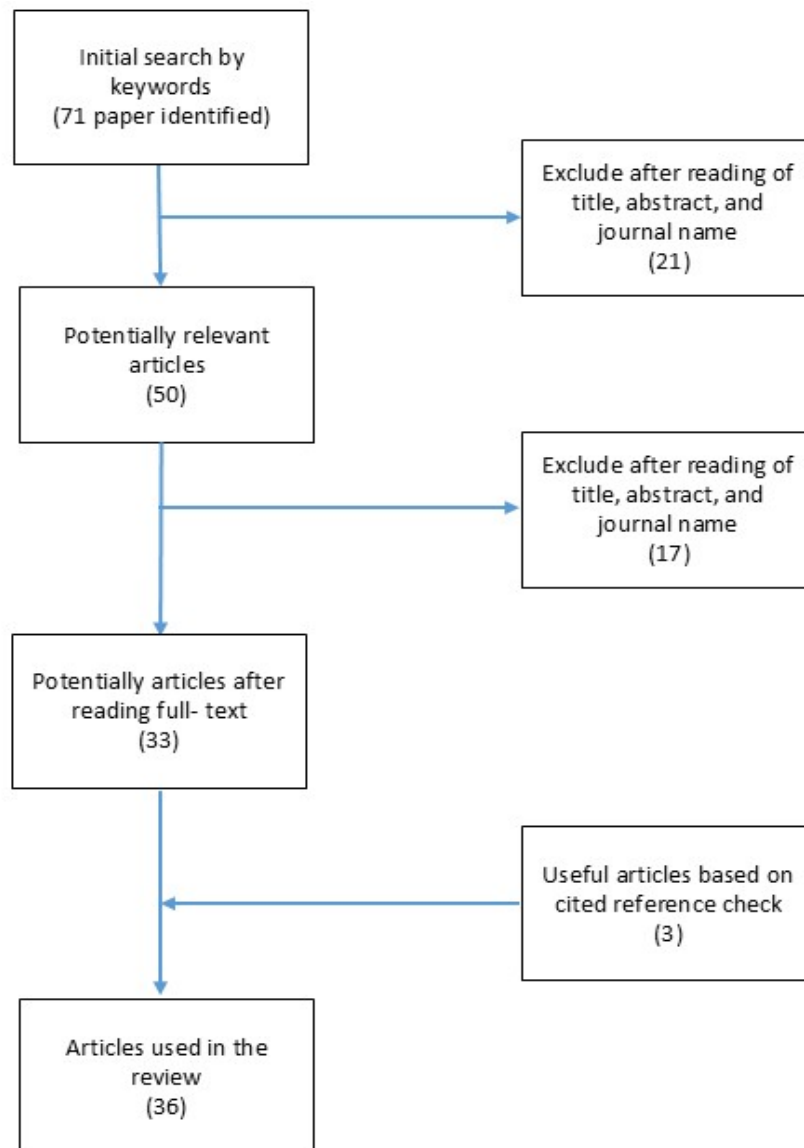 Initial search by
keywords
(71 paper identified)
Exclude after reading of
title, abstract, and
journal name
(21)
Potentially relevant
articles
(50)
Exclude after reading of
title, abstract, and
journal name
(17)
Potentially articles after
reading full- text
(33)
Useful articles based on
cited reference check
(3)
Articles used in the
review
(36)